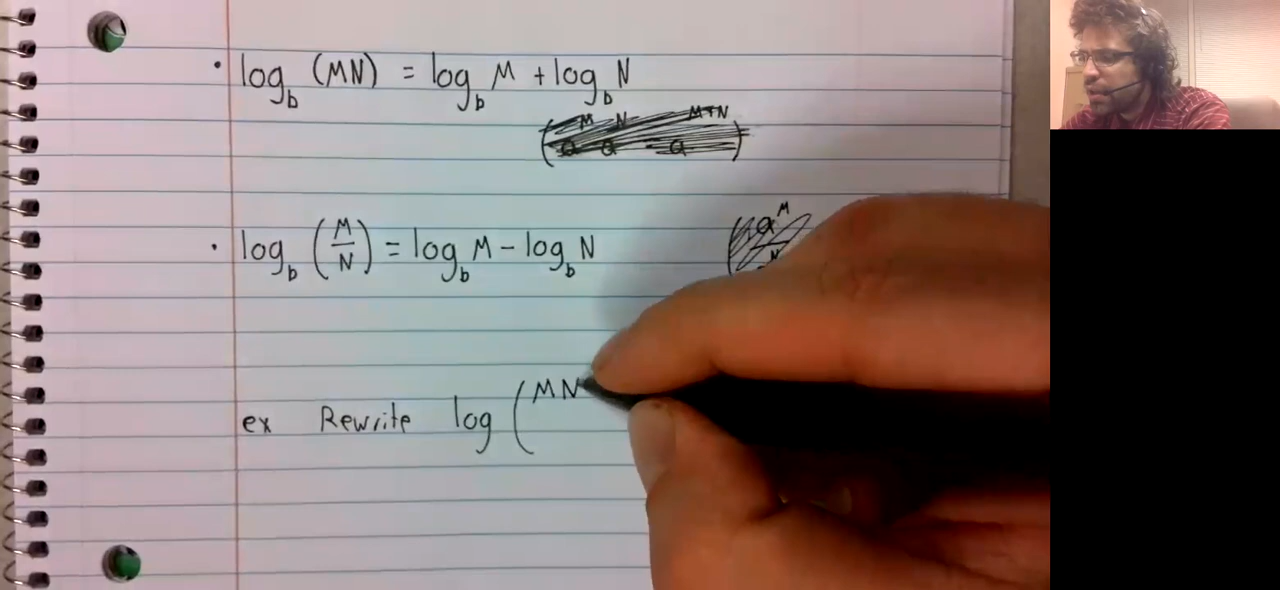 • log_b (MN) = log_b M + log_b N
• log_b (M/N) = log_b M − log_b N
ex Rewrite log (MN